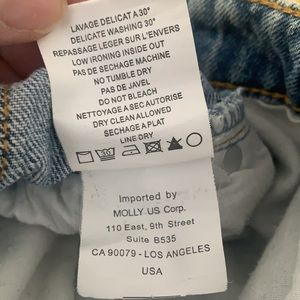 LAVAGE DELICAT A 30°
DELICATE WASHING 30°
REPASSAGE LEGER SUR L'ENVERS
LOW IRONING INSIDE OUT
PAS DE SECHAGE MACHINE
NO TUMBLE DRY
PAS DE JAVEL
DO NOT BLEACH
NETTOYAGE A SEC AUTORISE
DRY CLEAN ALLOWED
SECHAGE A PLAT
LINE DRY
Imported by
MOLLY US Corp.
110 East, 9th Street
Suite B535
CA 90079 - LOS ANGELES
USA